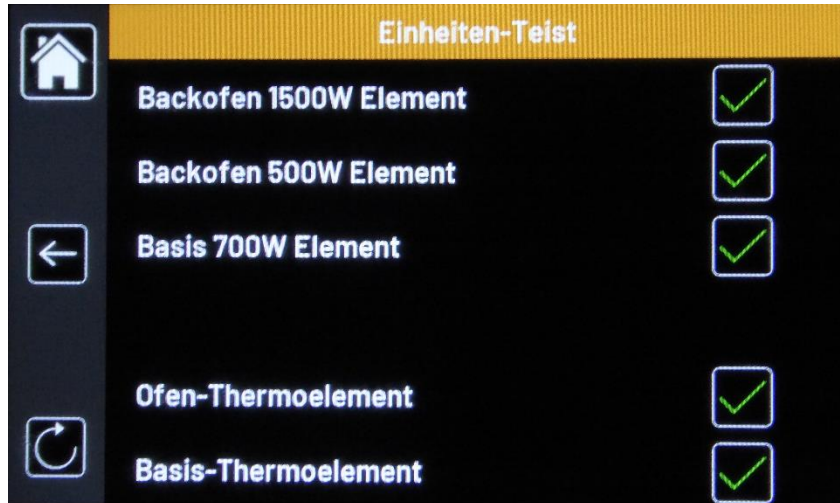 Einheiten-Teist
Backofen 1500W Element
Backofen 500W Element
Basis 700W Element
Ofen-Thermoelement
Basis-Thermoelement